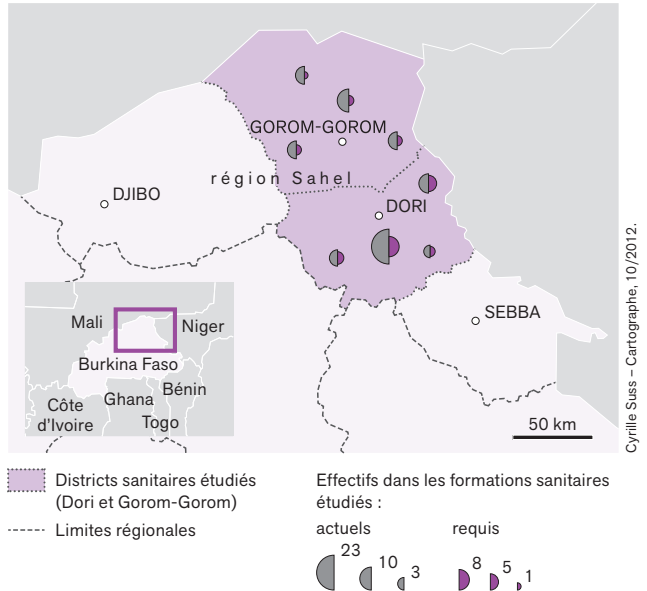 GOROM-GOROM
région Sahel
DJIBO
DORI
SEBBA
Mali
Niger
Burkina Faso
Bénin
Ghana
Côte
d'Ivoire
Togo
50 km
Cyrille Suss – Cartographe, 10/2012.
Districts sanitaires étudiés
(Dori et Gorom-Gorom)
Limites régionales
Effectifs dans les formations sanitaires
étudiés :
actuels requis
23 10 3 8 5 1